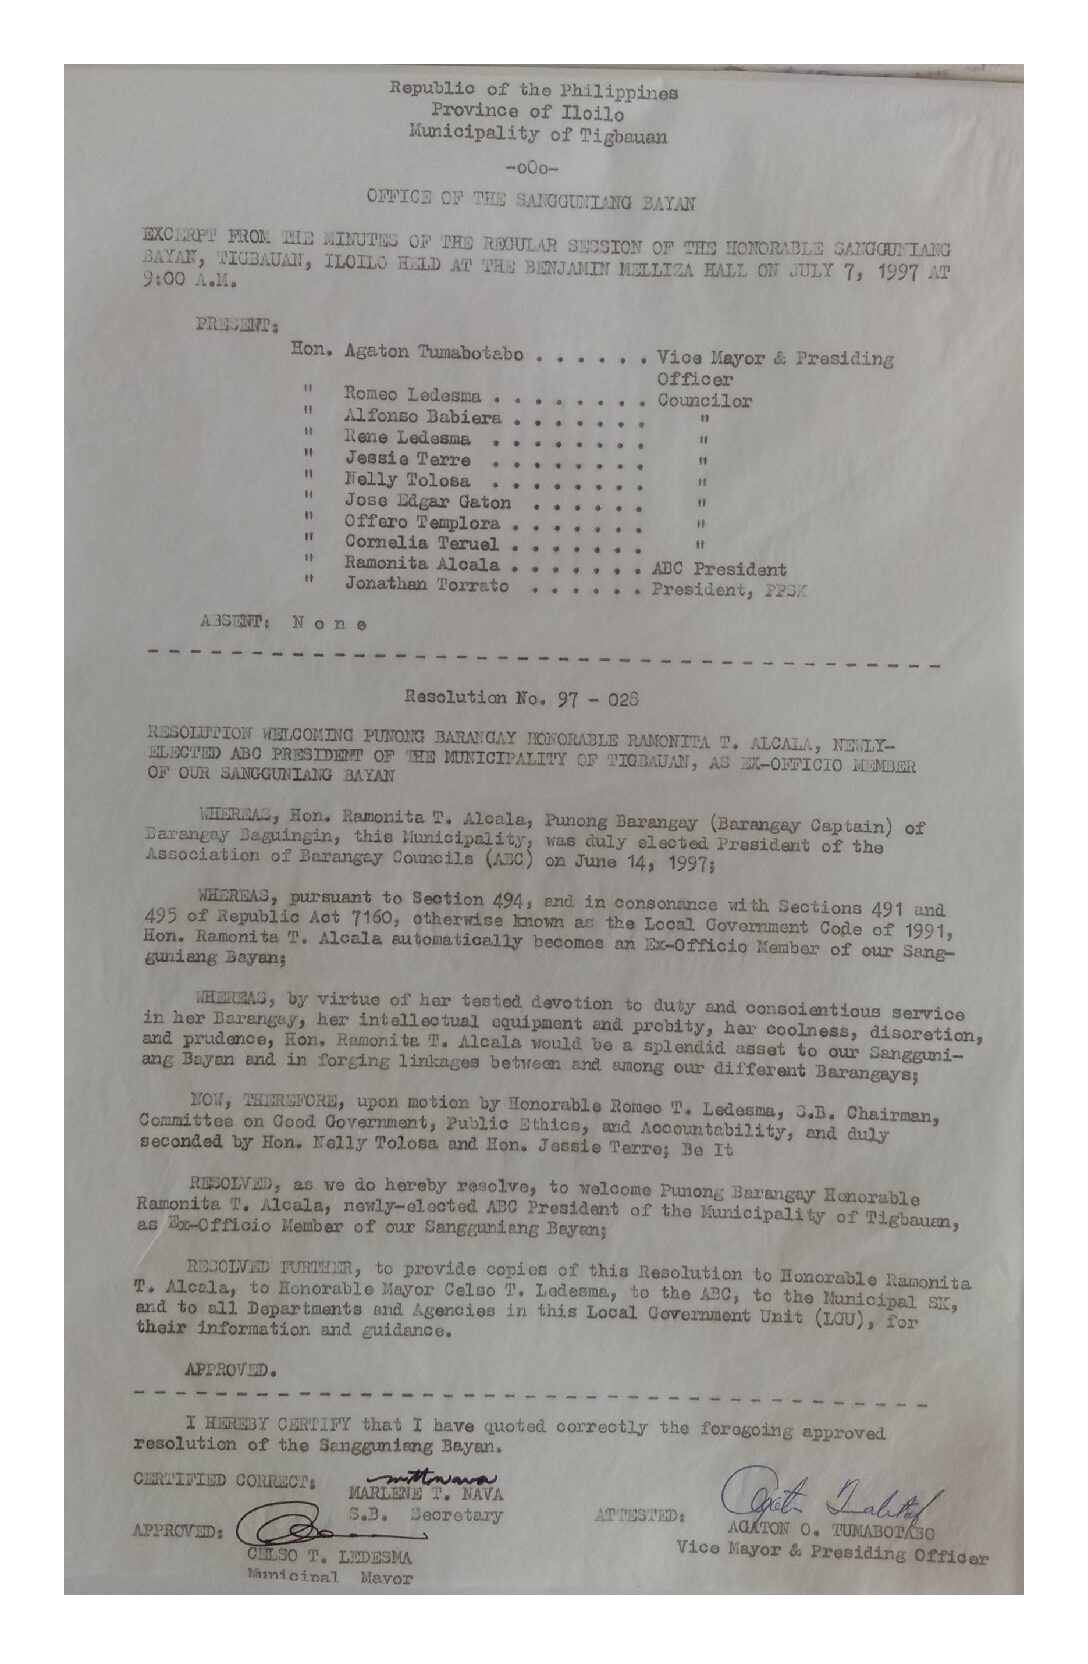 Republic of the Philippines
Province of Iloilo
Municipality of Tigbauan
-oOo-
OFFICE OF THE SANGGUNIANG BAYAN
EXCERPT FROM THE MINUTES OF THE REGULAR SESSION OF THE HONORABLE SANGGUNIANG
BAYAN, TIGBAUAN, ILOILO HELD AT THE BENJAMIN MELLIZA HALL ON JULY 7, 1997 AT
9:00 A.M.
PRESENT:
Hon. Agaton Tumabotabo . . . . . . Vice Mayor & Presiding
Officer
" Romeo Ledesma . . . . . . . . Councilor
" Alfonso Babiera . . . . . . . "
" Rene Ledesma . . . . . . . . "
" Jessie Terre . . . . . . . . "
" Nelly Tolosa . . . . . . . . "
" Jose Edgar Gaton . . . . . . "
" Offero Templora . . . . . . . "
" Cornelia Teruel . . . . . . . "
" Ramonita Alcala . . . . . . . ABC President
" Jonathan Torrato . . . . . . President, PPSK
ABSENT: N o n e
- - - - - - - - - - - - - - - - - - - - - - - - - - - - - - - - - - - - - -
Resolution No. 97 - 028
RESOLUTION WELCOMING PUNONG BARANGAY HONORABLE RAMONITA T. ALCALA, NEWLY-
ELECTED ABC PRESIDENT OF THE MUNICIPALITY OF TIGBAUAN, AS EX-OFFICIO MEMBER
OF OUR SANGGUNIANG BAYAN
WHEREAS, Hon. Ramonita T. Alcala, Punong Barangay (Barangay Captain) of
Barangay Baguingin, this Municipality, was duly elected President of the
Association of Barangay Councils (ABC) on June 14, 1997;
WHEREAS, pursuant to Section 494, and in consonance with Sections 491 and
495 of Republic Act 7160, otherwise known as the Local Government Code of 1991,
Hon. Ramonita T. Alcala automatically becomes an Ex-Officio Member of our Sang-
guniang Bayan;
WHEREAS, by virtue of her tested devotion to duty and conscientious service
in her Barangay, her intellectual equipment and probity, her coolness, discretion,
and prudence, Hon. Ramonita T. Alcala would be a splendid asset to our Sangguni-
ang Bayan and in forging linkages between and among our different Barangays;
NOW, THEREFORE, upon motion by Honorable Romeo T. Ledesma, S.B. Chairman,
Committee on Good Government, Public Ethics, and Accountability, and duly
seconded by Hon. Nelly Tolosa and Hon. Jessie Terre; Be It
RESOLVED, as we do hereby resolve, to welcome Punong Barangay Honorable
Ramonita T. Alcala, newly-elected ABC President of the Municipality of Tigbauan,
as Ex-Officio Member of our Sangguniang Bayan;
RESOLVED FURTHER, to provide copies of this Resolution to Honorable Ramonita
T. Alcala, to Honorable Mayor Celso T. Ledesma, to the ABC, to the Municipal SK,
and to all Departments and Agencies in this Local Government Unit (LGU), for
their information and guidance.
APPROVED.
- - - - - - - - - - - - - - - - - - - - - - - - - - - - - - - - - - - - - -
I HEREBY CERTIFY that I have quoted correctly the foregoing approved
resolution of the Sangguniang Bayan.
CERTIFIED CORRECT:
MARLENE T. NAVA
S.B. Secretary
ATTESTED:
AGATON O. TUMABOTABO
Vice Mayor & Presiding Officer
APPROVED:
CELSO T. LEDESMA
Municipal Mayor